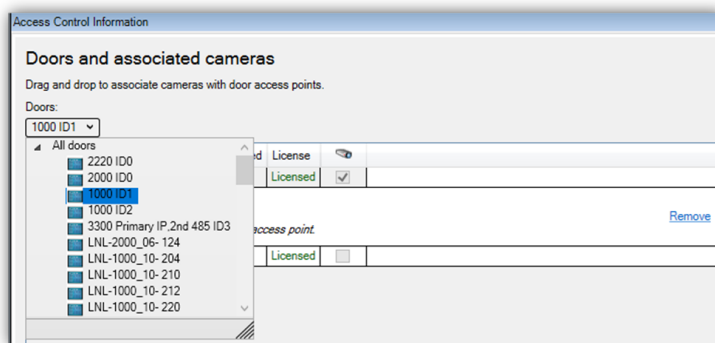 Access Control Information
Doors and associated cameras
Drag and drop to associate cameras with door access points.
Doors:
1000 ID1
All doors
2220 ID0
2000 ID0
1000 ID1
1000 ID2
3300 Primary IP,2nd 485 ID3
LNL-2000_06- 124
LNL-1000_10- 204
LNL-1000_10- 210
LNL-1000_10- 212
LNL-1000_10- 220
ed License
Licensed
Remove
access point.
Licensed